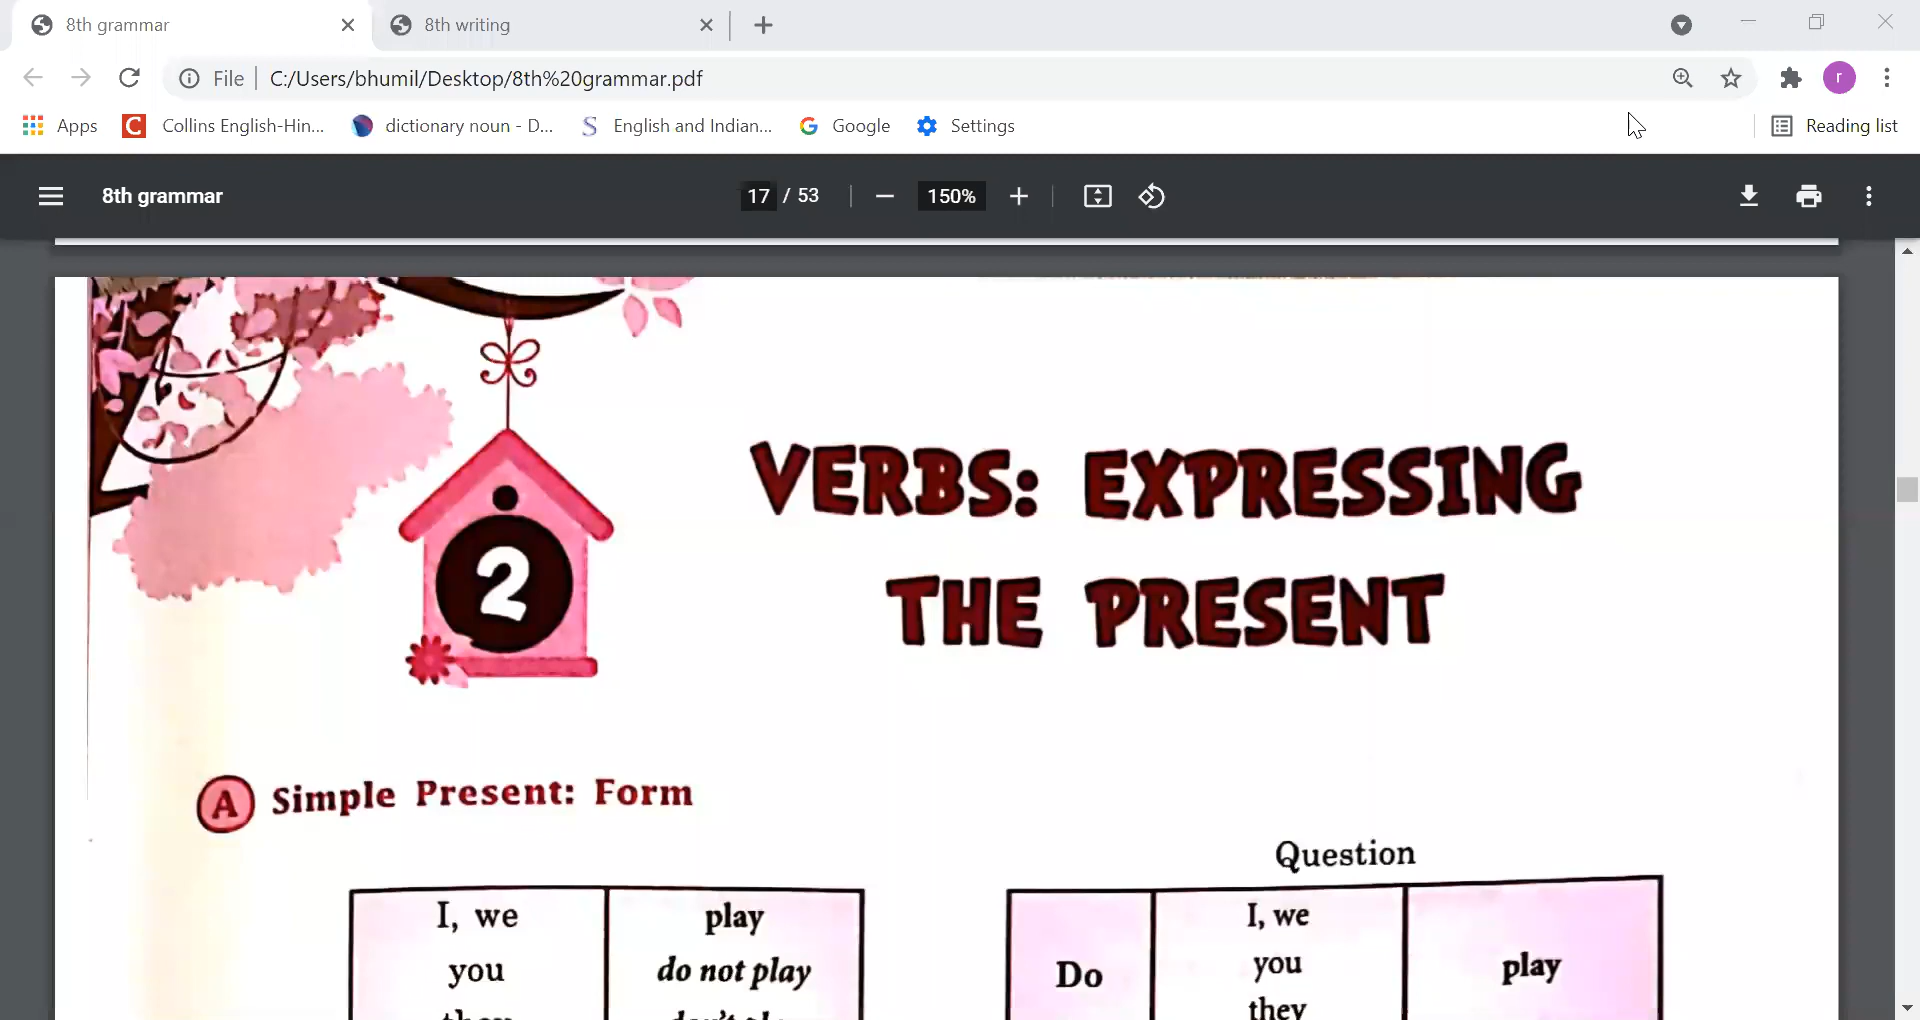 8th grammar
8th writing
File
C:/Users/bhumil/Desktop/8th%20grammar.pdf
r
Apps
Collins English-Hin...
dictionary noun - D...
English and Indian...
Google
Settings
Reading list
8th grammar
17 / 53
150%
2
VERBS: EXPRESSING
THE PRESENT
A Simple Present: Form
I, we
play
you
do not play
Question
Do
I, we
you
they
play